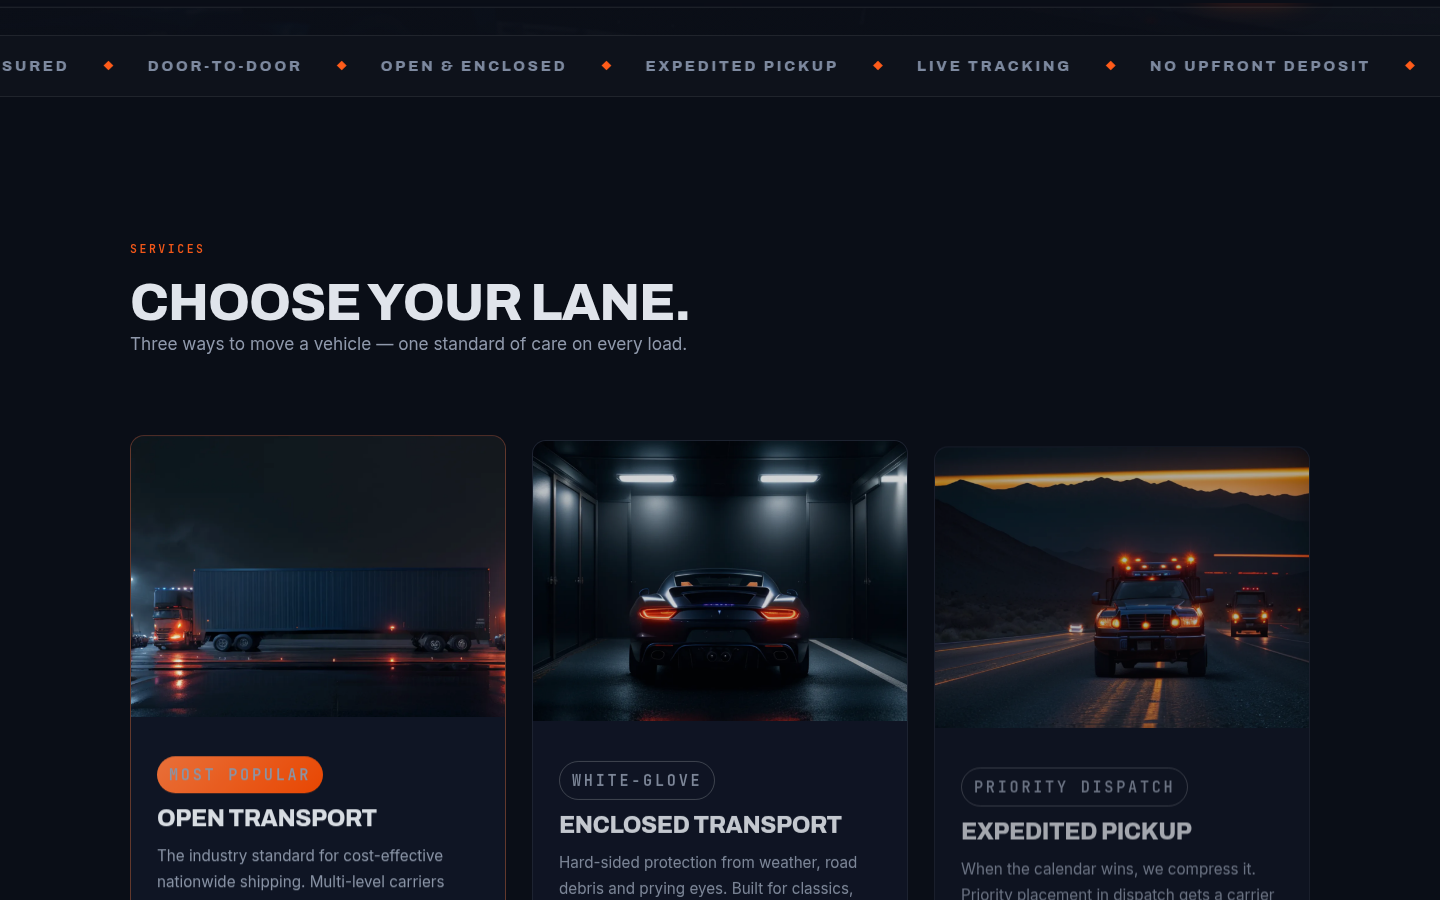 SURED ◆ DOOR-TO-DOOR ◆ OPEN & ENCLOSED ◆ EXPEDITED PICKUP ◆ LIVE TRACKING ◆ NO UPFRONT DEPOSIT ◆
SERVICES
CHOOSE YOUR LANE.
Three ways to move a vehicle — one standard of care on every load.
MOST POPULAR
OPEN TRANSPORT
The industry standard for cost-effective
nationwide shipping. Multi-level carriers
WHITE-GLOVE
ENCLOSED TRANSPORT
Hard-sided protection from weather, road
debris and prying eyes. Built for classics,
PRIORITY DISPATCH
EXPEDITED PICKUP
When the calendar wins, we compress it.
Priority placement in dispatch gets a carrier